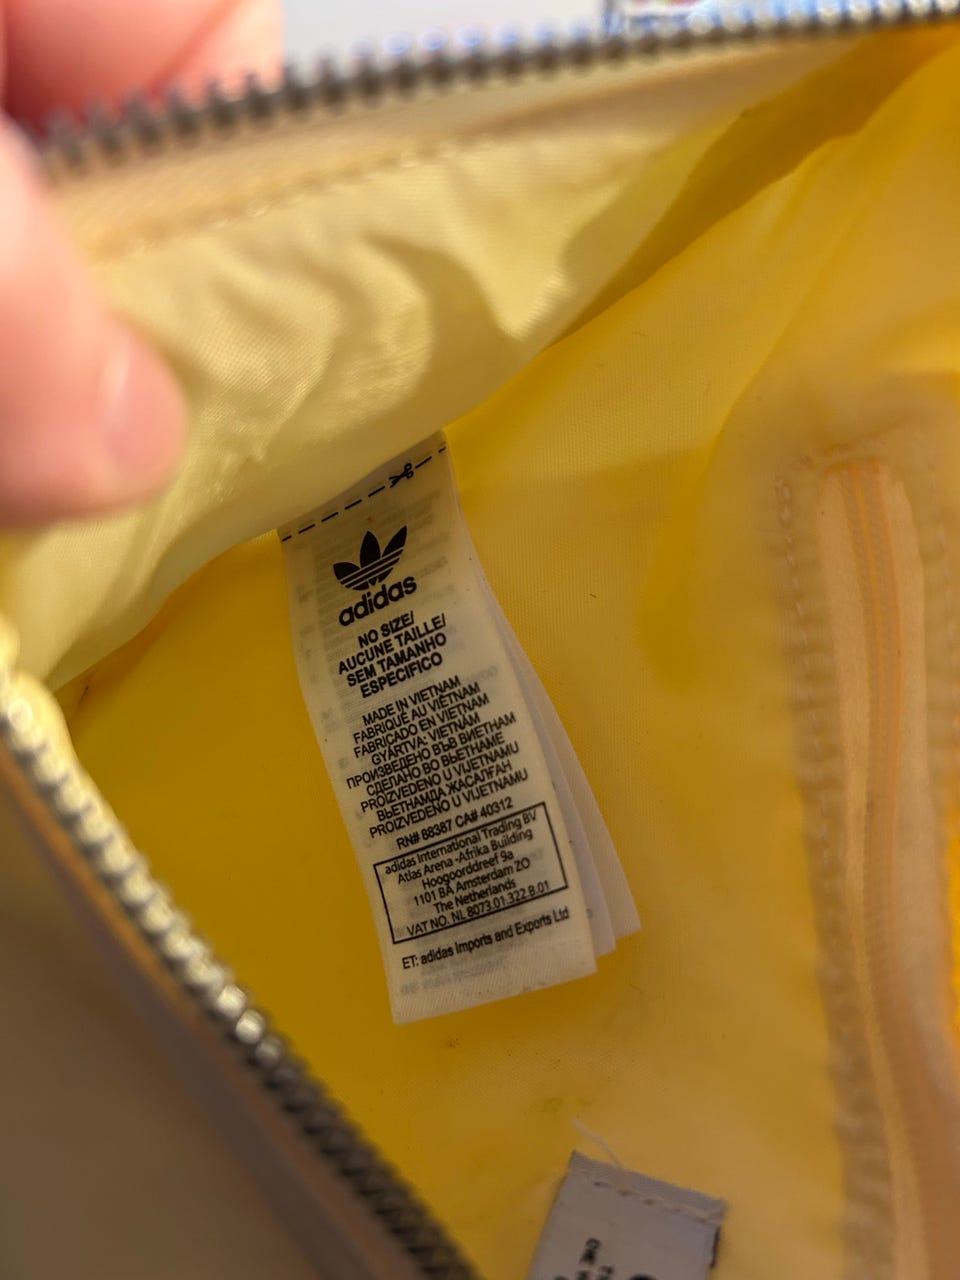 adidas
NO SIZE/
AUCUNE TAILLE/
SEM TAMANHO
ESPECIFICO
MADE IN VIETNAM
FABRIQUÉ AU VIÊTNAM
FABRICADO EN VIETNAM
GYÁRTVA: VIETNÁM
ПРОИЗВЕДЕНО ВЪВ ВИЕТНАМ
СДЕЛАНО ВО ВЬЕТНАМЕ
PROIZVEDENO U VIJETNAMU
ВЬЕТНАМДА ЖАСАЛҒАН
PROIZVEDENO U VIJETNAMU
RN# 88387 CA# 40312
adidas International Trading BV
Atlas Arena -Afrika Building
Hoogoorddreef 9a
1101 BA Amsterdam ZO
The Netherlands
VAT NO. NL 8073.01.322.B.01
ET: adidas Imports and Exports Ltd